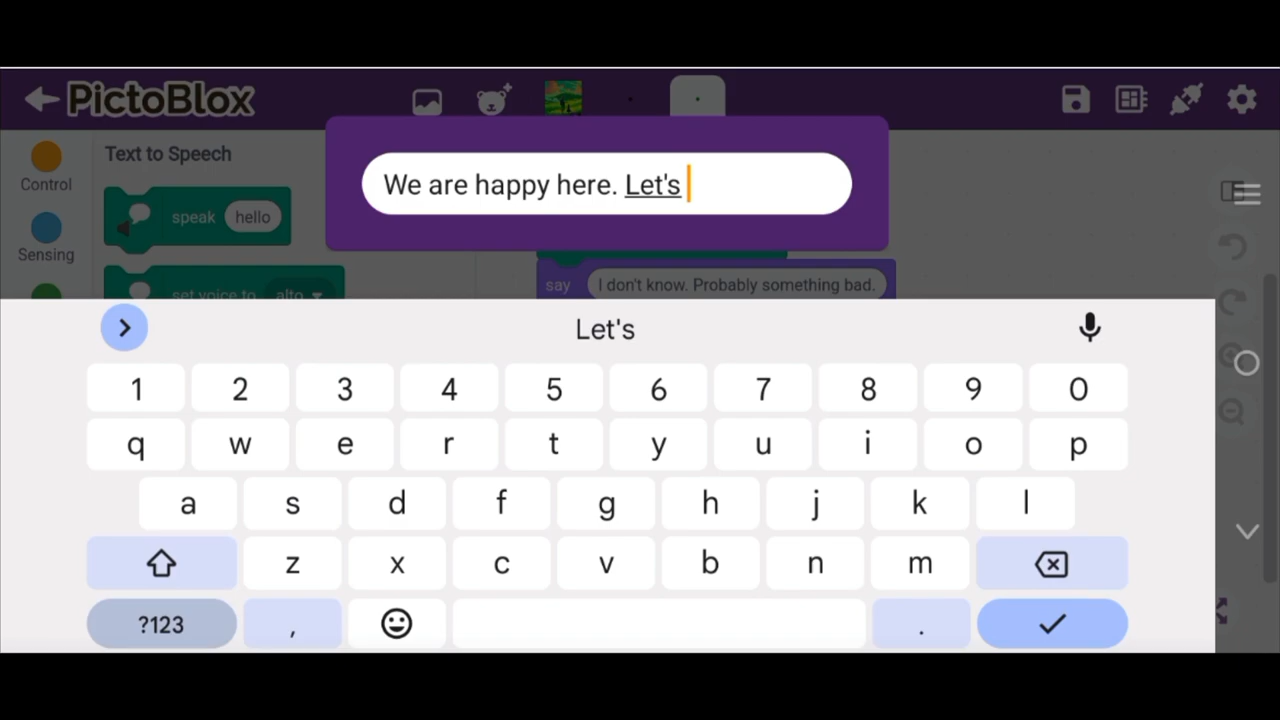 PictoBlox
Text to Speech
Control
speak hello
Sensing
set voice to alto
We are happy here. Let's
say I don't know. Probably something bad.
Let's
1 2 3 4 5 6 7 8 9 0
q w e r t y u i o p
a s d f g h j k l
z x c v b n m
?123 , .